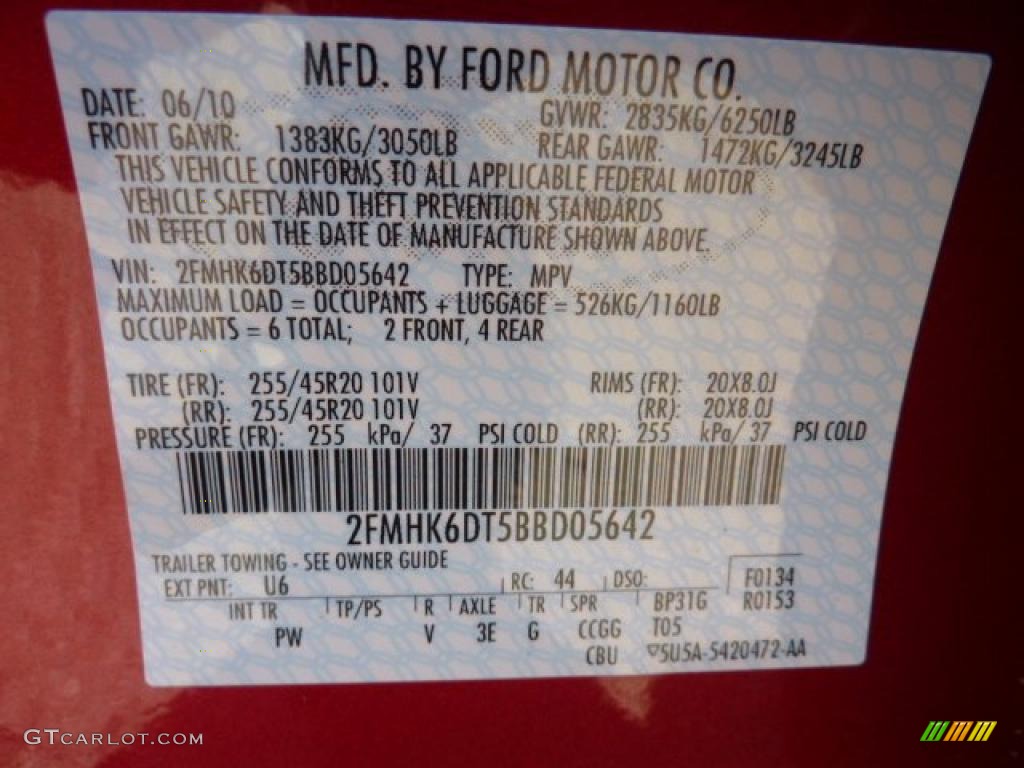 MFD. BY FORD MOTOR CO.
DATE: 06/10 GVWR: 2835KG/6250LB
FRONT GAWR: 1383KG/3050LB REAR GAWR: 1472KG/3245LB
THIS VEHICLE CONFORMS TO ALL APPLICABLE FEDERAL MOTOR
VEHICLE SAFETY AND THEFT PREVENTION STANDARDS
IN EFFECT ON THE DATE OF MANUFACTURE SHOWN ABOVE.
VIN: 2FMHK6DT5BBD05642 TYPE: MPV
MAXIMUM LOAD = OCCUPANTS + LUGGAGE = 526KG/1160LB
OCCUPANTS = 6 TOTAL; 2 FRONT, 4 REAR
TIRE (FR): 255/45R20 101V RIMS (FR): 20X8.0J
(RR): 255/45R20 101V (RR): 20X8.0J
PRESSURE (FR): 255 kPa/ 37 PSI COLD (RR): 255 kPa/ 37 PSI COLD
2FMHK6DT5BBD05642
TRAILER TOWING - SEE OWNER GUIDE
EXT PNT: U6 RC: 44 DSO: F0134
INT TR TP/PS R AXLE TR SPR BP31G R0153
PW V 3E G CCGG T05
CBU ▽5U5A-5420472-AA
GTCARLOT.COM